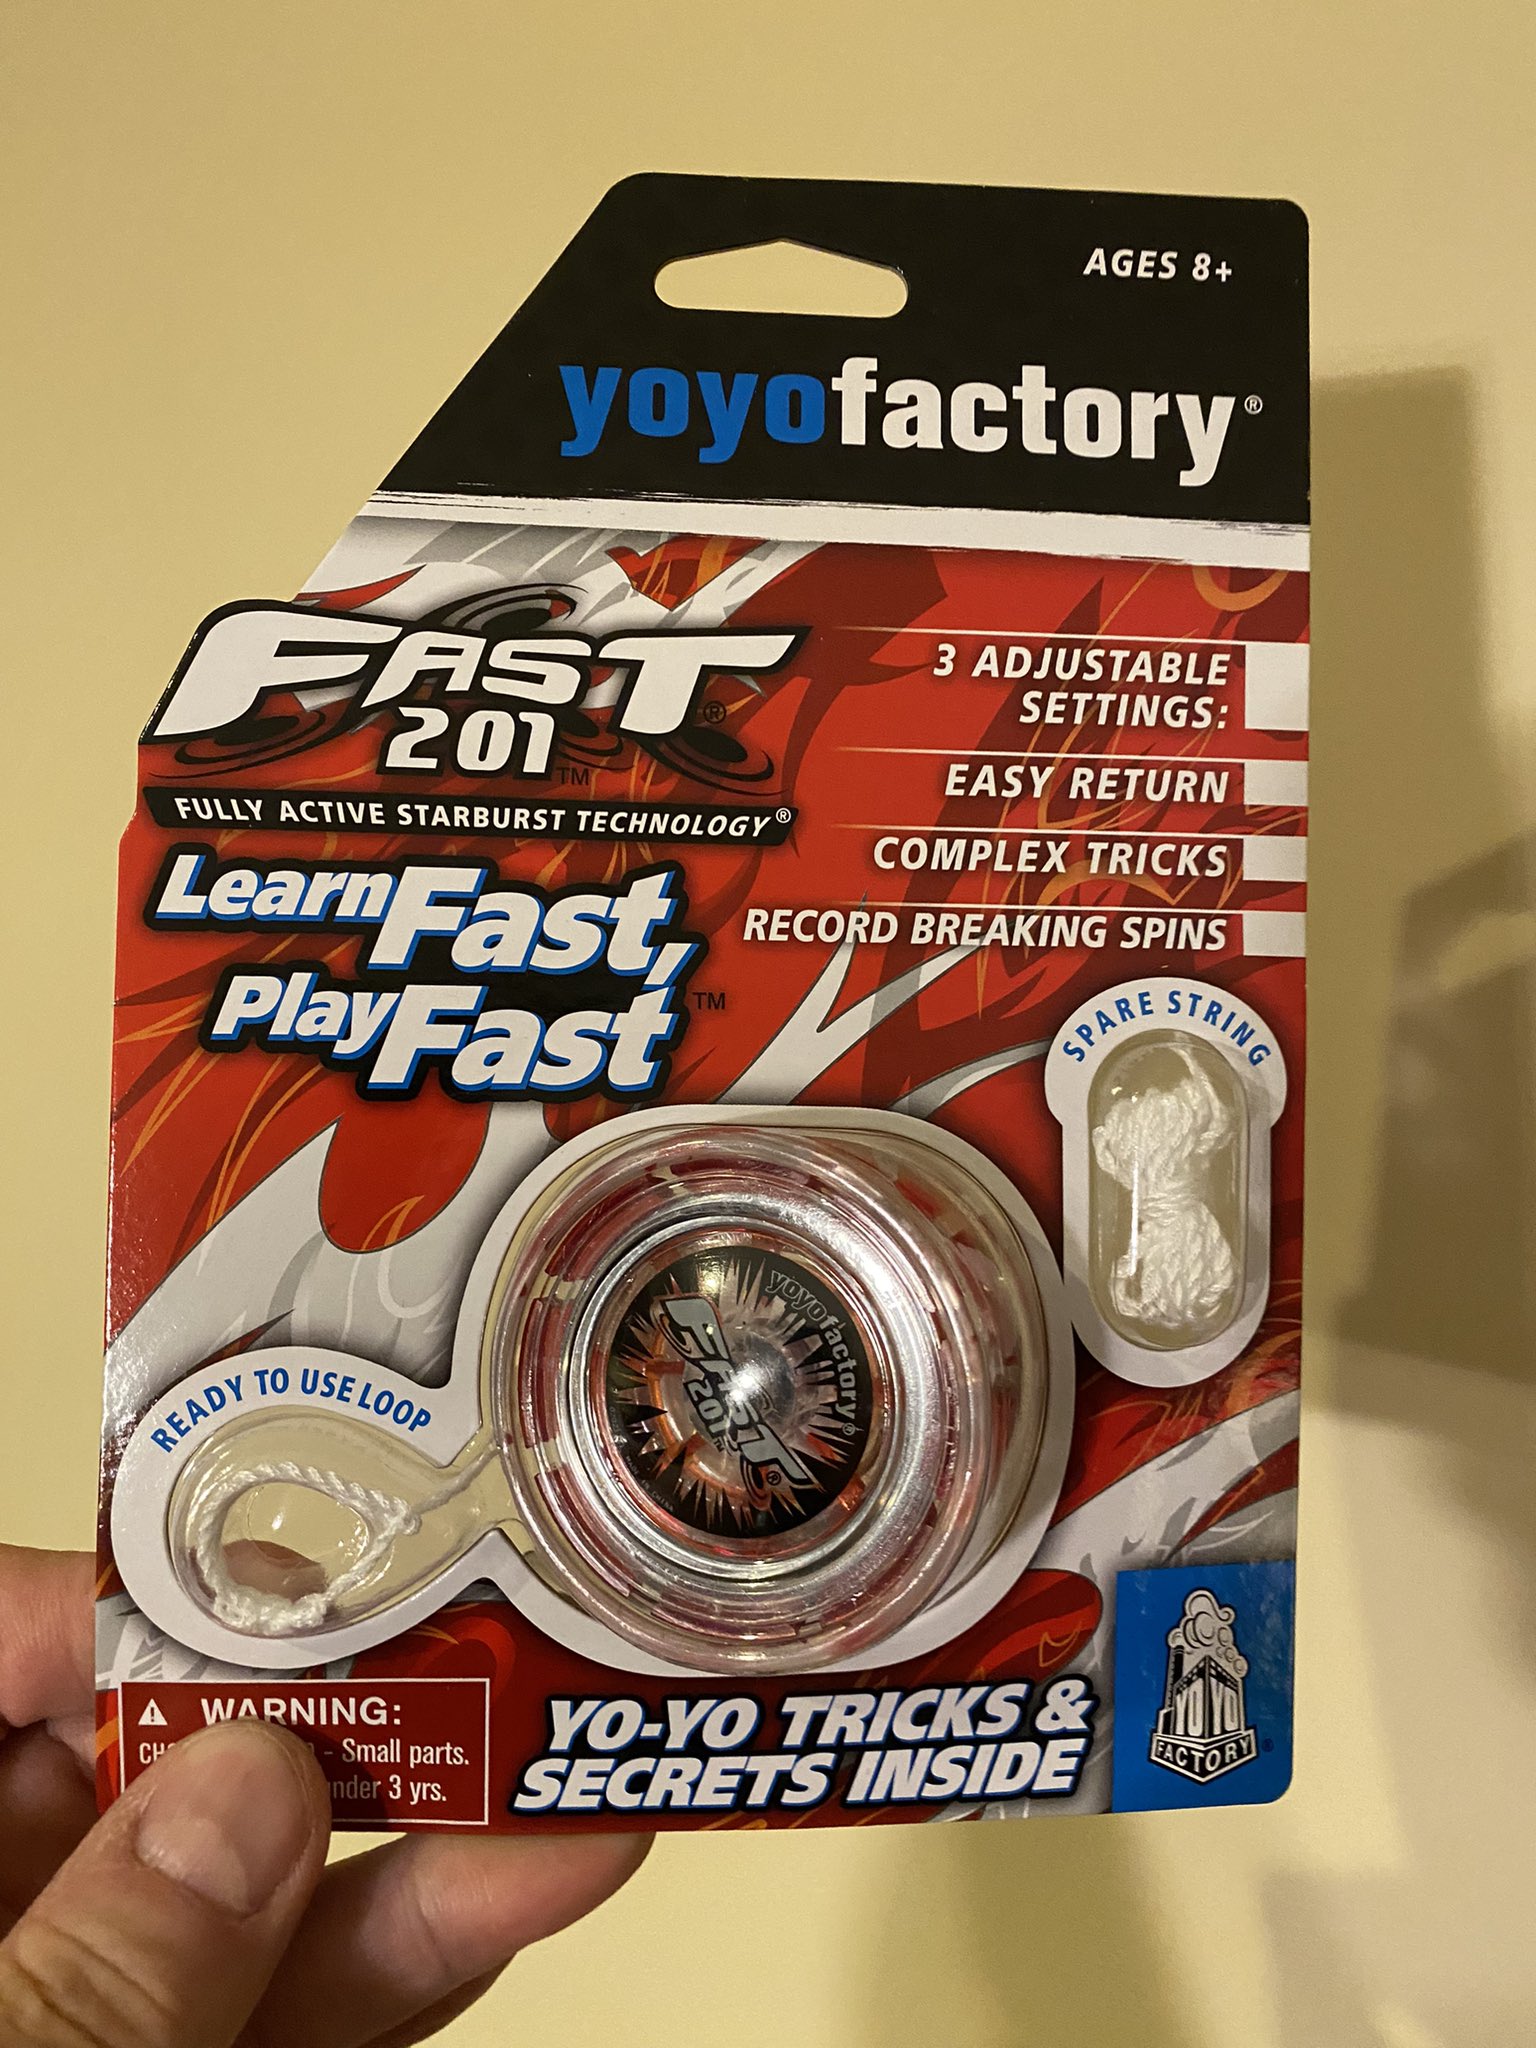 AGES 8+
yoyofactory®
FAST®
201™
FULLY ACTIVE STARBURST TECHNOLOGY®
Learn Fast,
Play Fast™
3 ADJUSTABLE
SETTINGS:
EASY RETURN
COMPLEX TRICKS
RECORD BREAKING SPINS
SPARE STRING
READY TO USE LOOP
yoyofactory®
FAST®
201™
⚠ WARNING:
- Small parts.
under 3 yrs.
YO-YO TRICKS &
SECRETS INSIDE
YO YO
FACTORY®